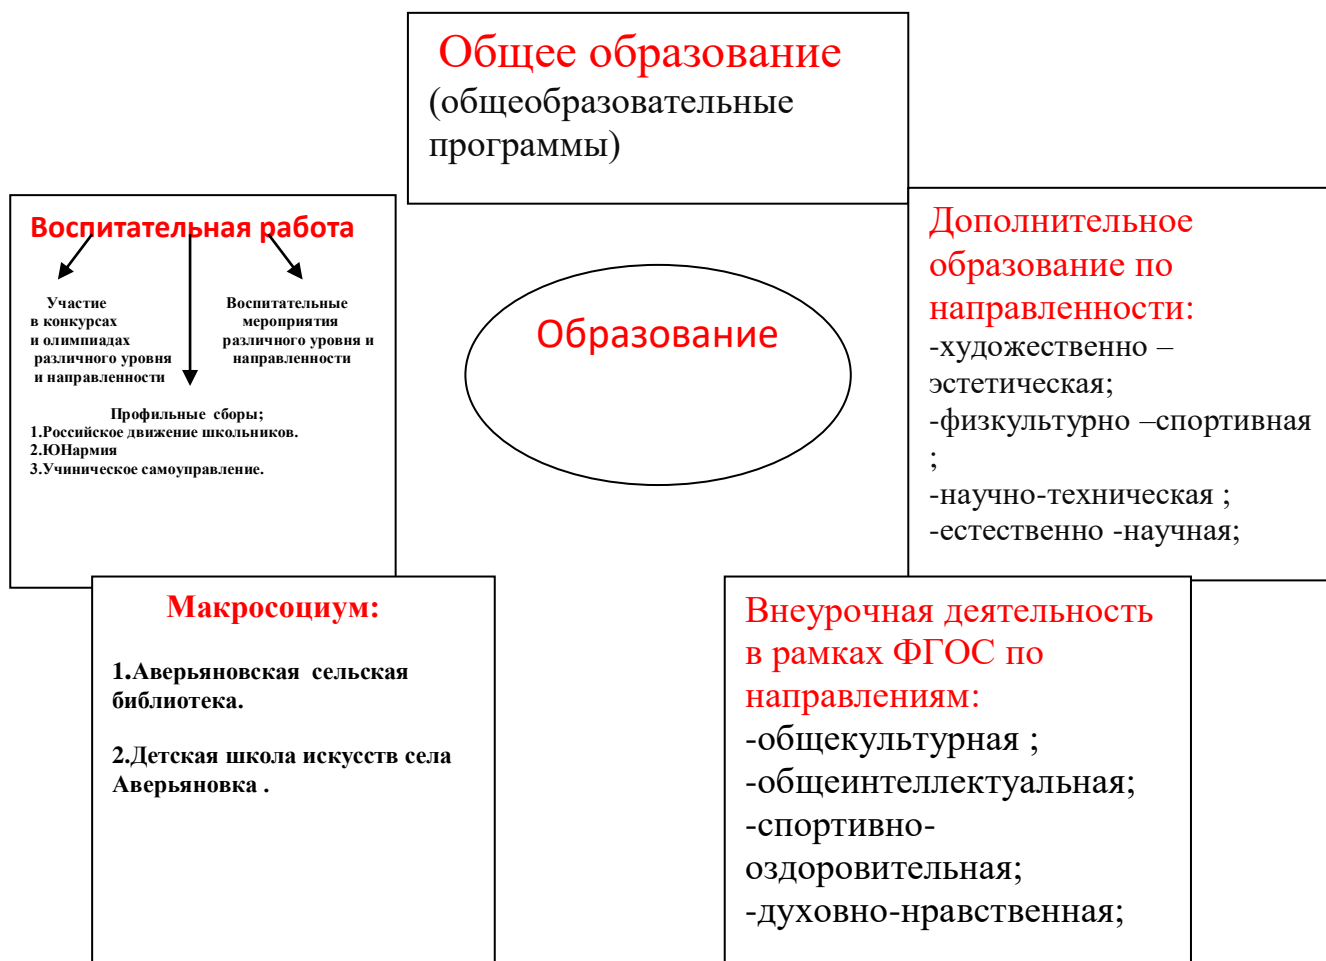 Общее образование
(общеобразовательные
программы)
Воспитательная работа
Участие
в конкурсах
и олимпиадах
различного уровня
и направленности
Воспитательные
мероприятия
различного уровня и
направленности
Профильные сборы;
1.Российское движение школьников.
2.ЮНармия
3.Учиническое самоуправление.
Образование
Дополнительное
образование по
направленности:
-художественно –
эстетическая;
-физкультурно –спортивная
;
-научно-техническая ;
-естественно -научная;
Макросоциум:
1.Аверьяновская сельская
библиотека.
2.Детская школа искусств села
Аверьяновка .
Внеурочная деятельность
в рамках ФГОС по
направлениям:
-общекультурная ;
-общеинтеллектуальная;
-спортивно-
оздоровительная;
-духовно-нравственная;